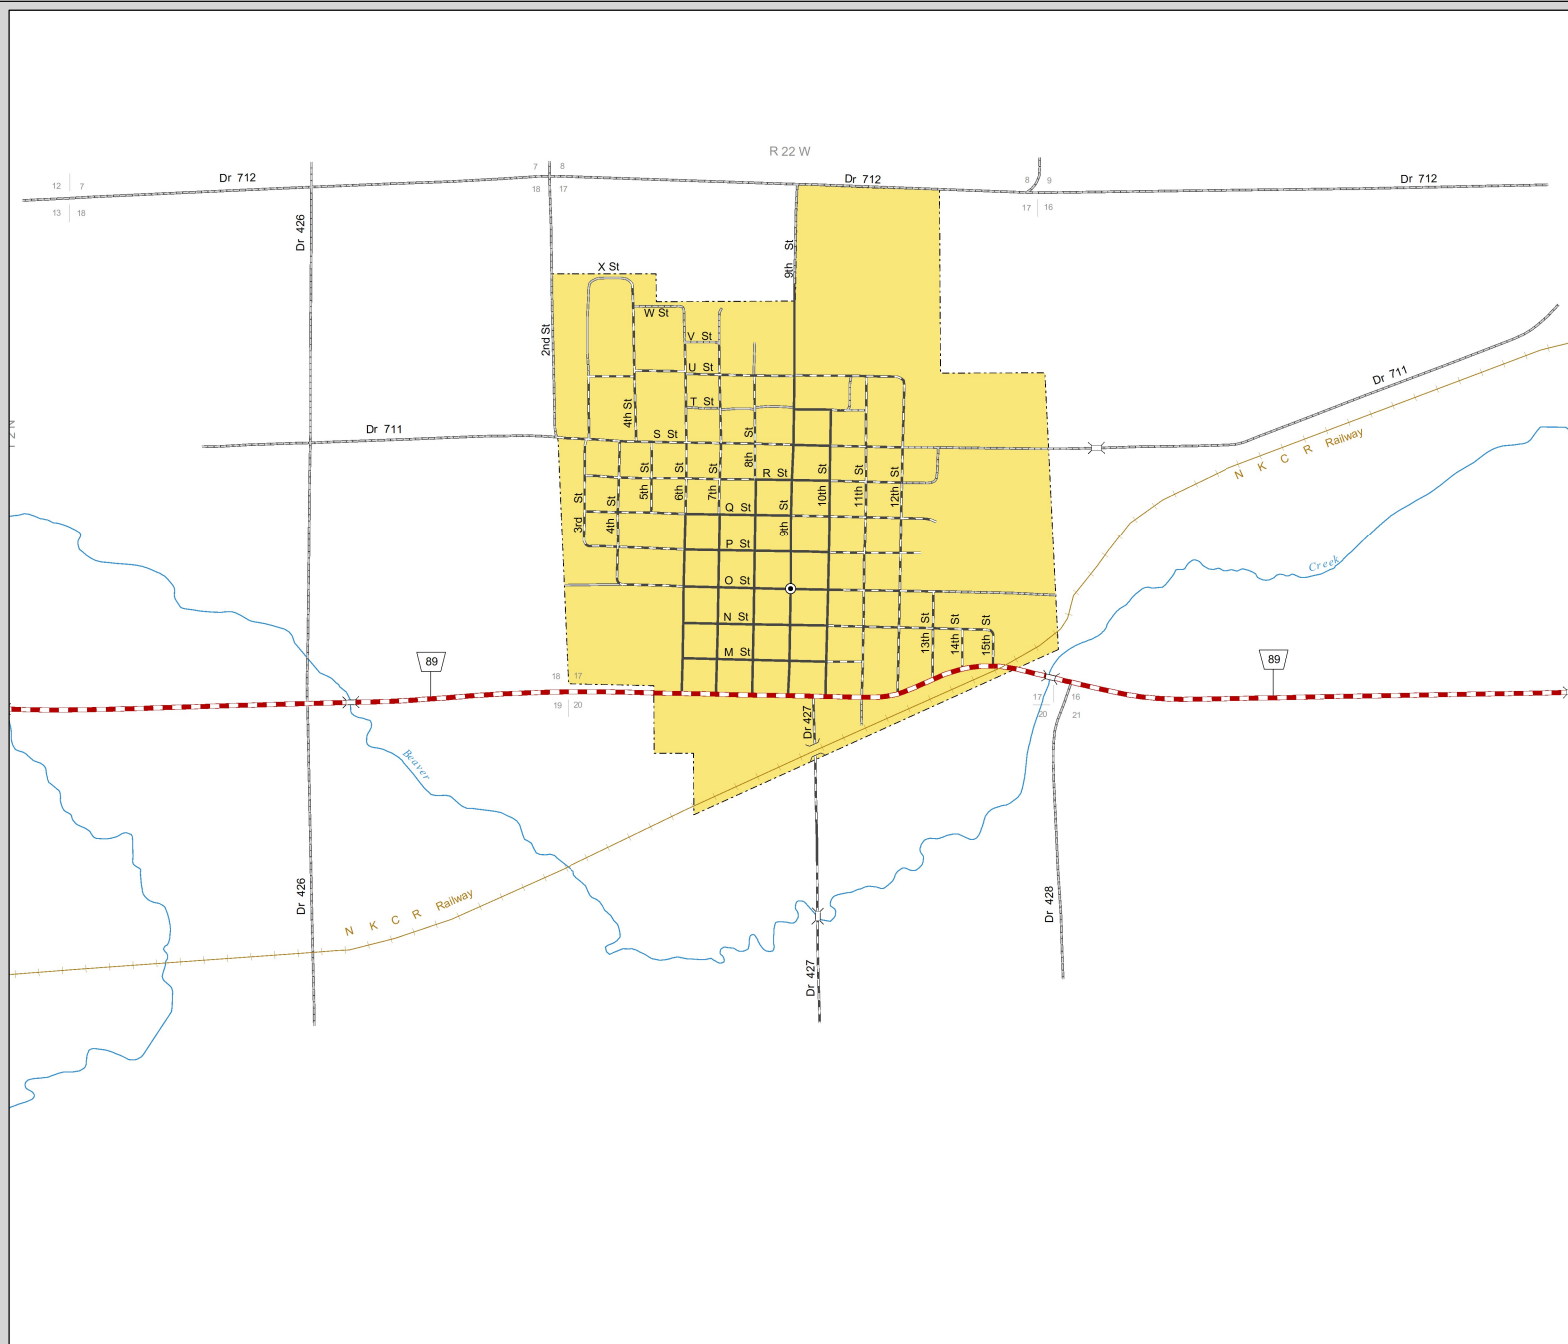 R 22 W
7 8
12 7
Dr 712
Dr 712
8 9
Dr 712
18 17
13 18
17 16
Dr 426
9th St
X St
W St
2nd St
V St
U St
Dr 711
T St
4th St
Dr 711
S St
8th St
N K C R Railway
R St
5th St
6th St
7th St
10th St
11th St
12th St
3rd St
4th St
Q St
9th St
P St
Creek
O St
N St
13th St
14th St
15th St
M St
89
89
18 17
17 16
19 20
20 21
Dr 427
Beaver
Dr 426
N K C R Railway
Dr 428
Dr 427